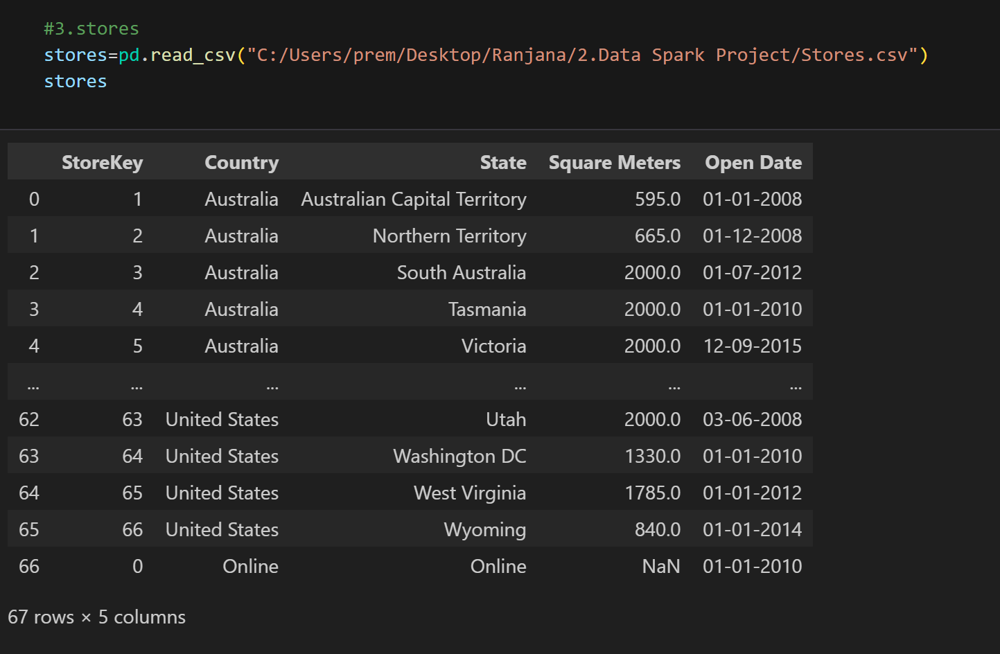 #3.stores
stores=pd.read_csv("C:/Users/prem/Desktop/Ranjana/2.Data Spark Project/Stores.csv")
stores
StoreKey Country State Square Meters Open Date
0 1 Australia Australian Capital Territory 595.0 01-01-2008
1 2 Australia Northern Territory 665.0 01-12-2008
2 3 Australia South Australia 2000.0 01-07-2012
3 4 Australia Tasmania 2000.0 01-01-2010
4 5 Australia Victoria 2000.0 12-09-2015
... ... ... ... ... ...
62 63 United States Utah 2000.0 03-06-2008
63 64 United States Washington DC 1330.0 01-01-2010
64 65 United States West Virginia 1785.0 01-01-2012
65 66 United States Wyoming 840.0 01-01-2014
66 0 Online Online NaN 01-01-2010
67 rows × 5 columns